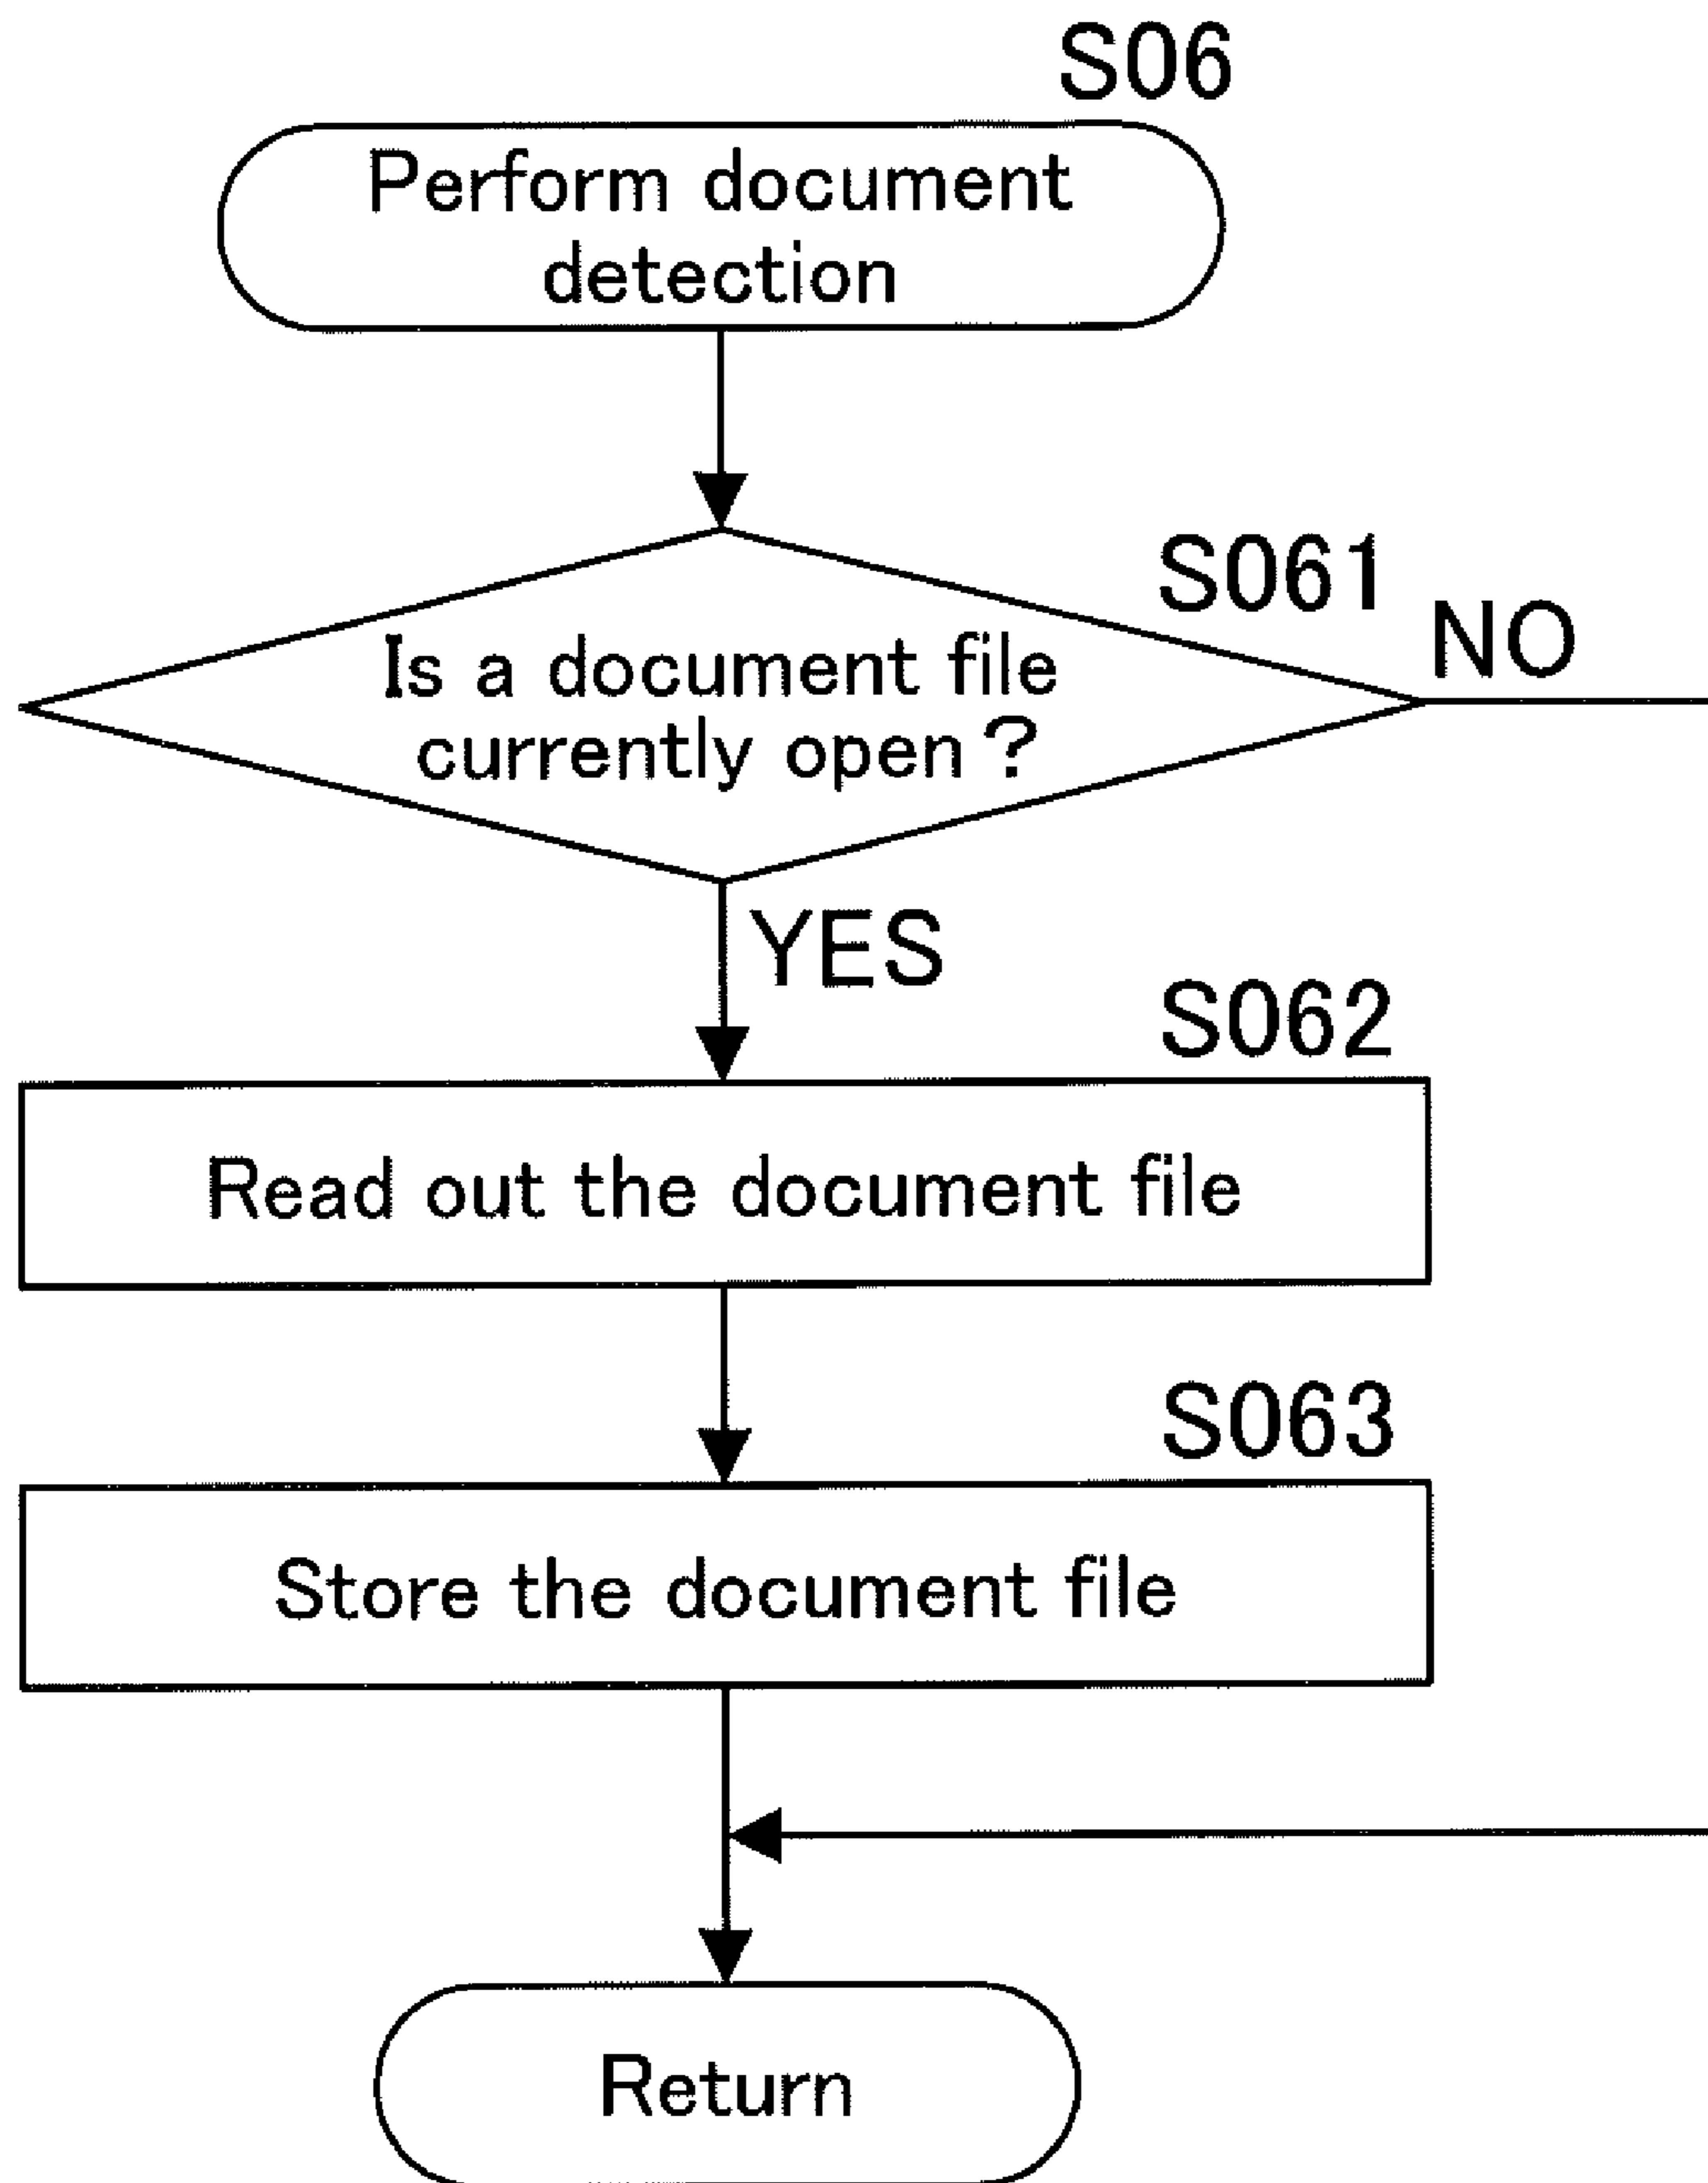 S06
Perform document
detection
S061
NO
Is a document file
currently open ?
YES
S062
Read out the document file
S063
Store the document file
Return